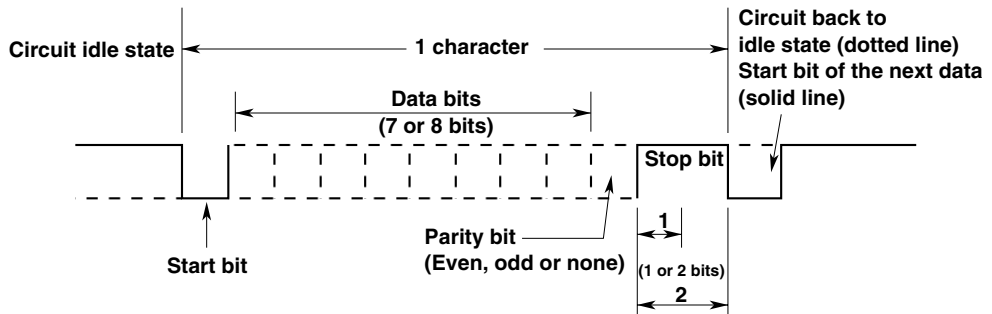 Circuit idle state
1 character
Circuit back to
idle state (dotted line)
Start bit of the next data
(solid line)
Data bits
(7 or 8 bits)
Stop bit
Start bit
Parity bit
(Even, odd or none)
1
(1 or 2 bits)
2